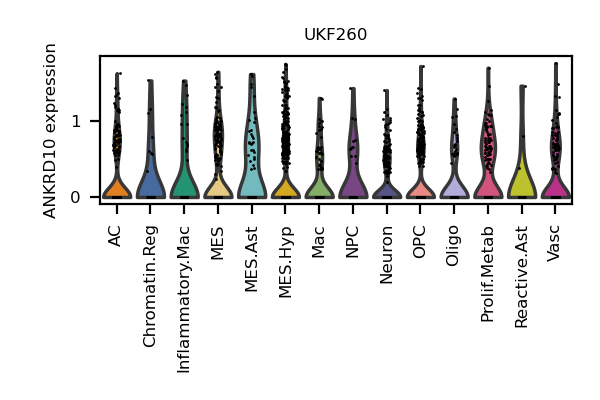 UKF260
ANKRD10 expression
1
0
AC
Chromatin.Reg
Inflammatory.Mac
MES
MES.Ast
MES.Hyp
Mac
NPC
Neuron
OPC
Oligo
Prolif.Metab
Reactive.Ast
Vasc